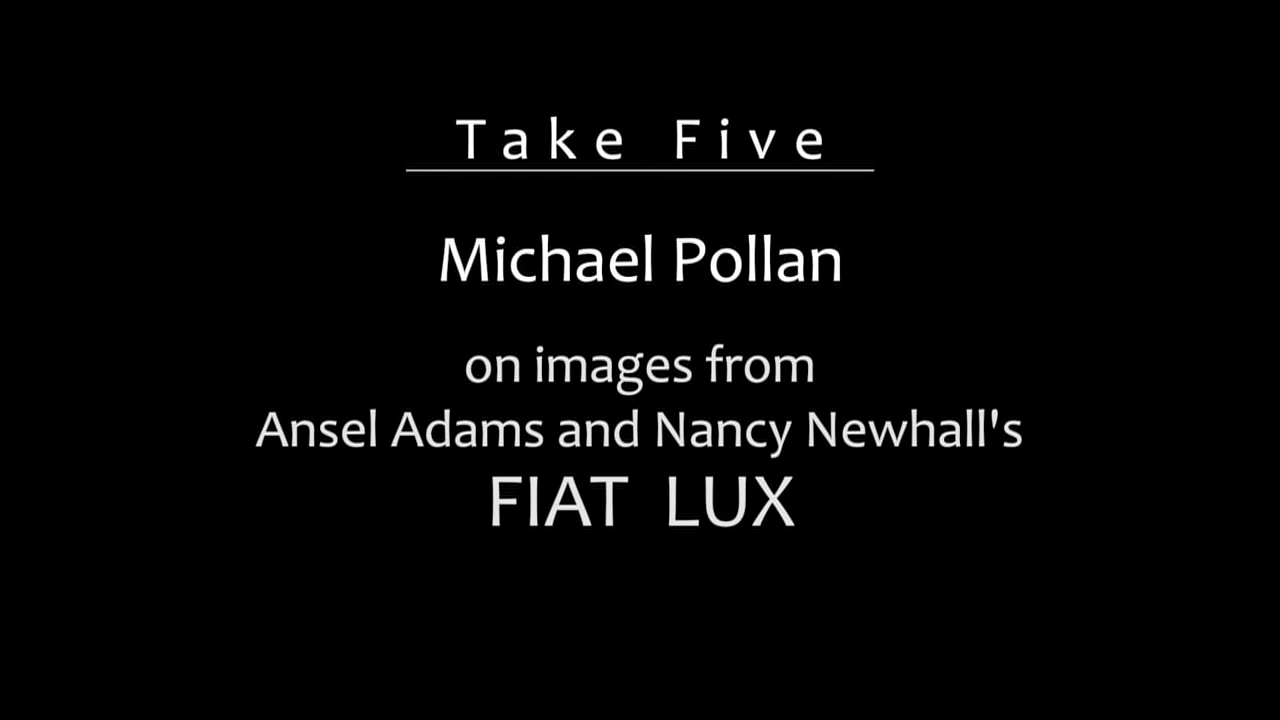 Take Five
Michael Pollan
on images from
Ansel Adams and Nancy Newhall's
FIAT LUX